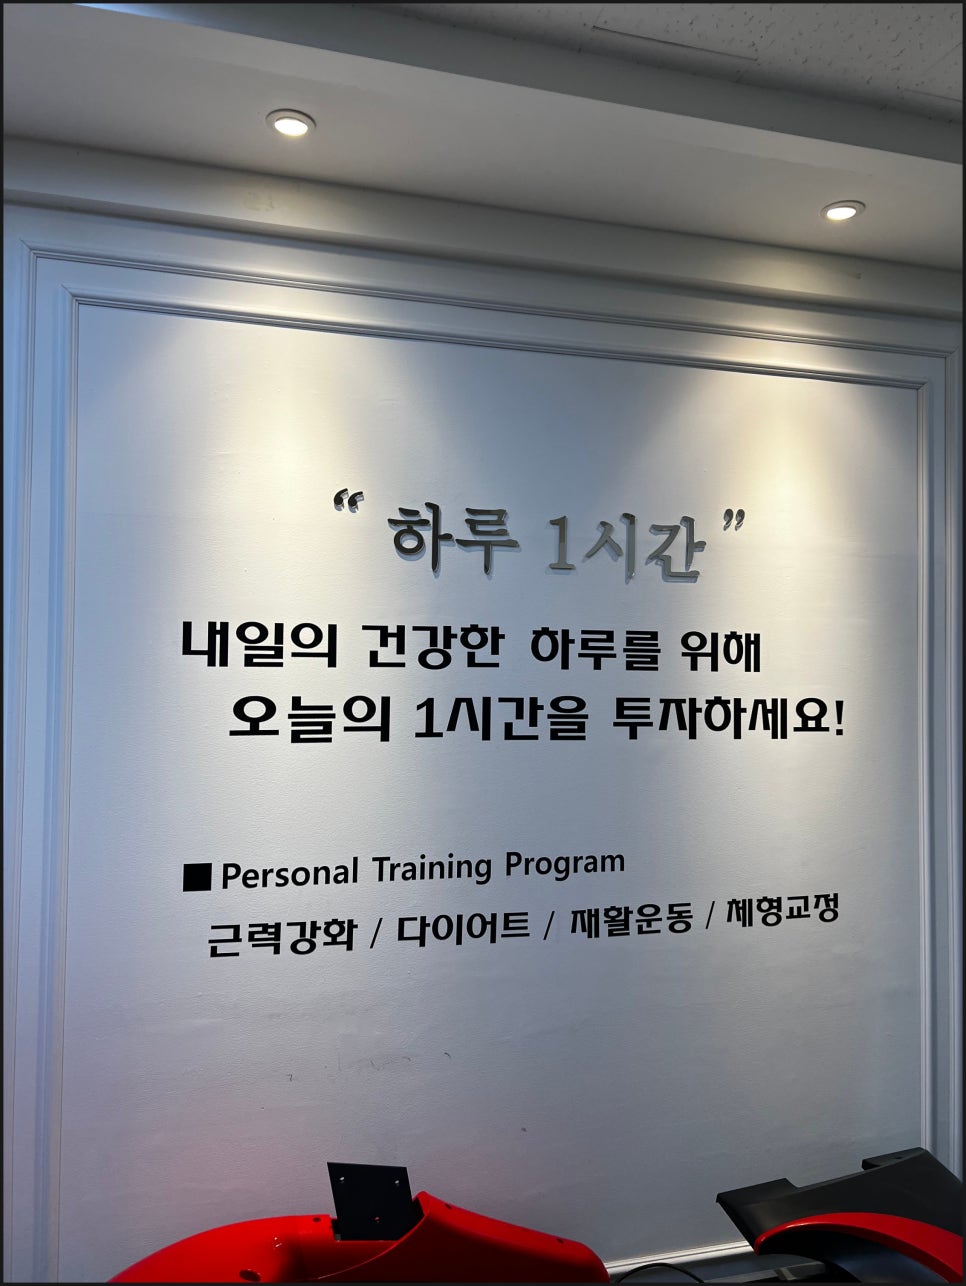 “ 하루 1시간 ”
내일의 건강한 하루를 위해
오늘의 1시간을 투자하세요!
■ Personal Training Program
근력강화 / 다이어트 / 재활운동 / 체형교정